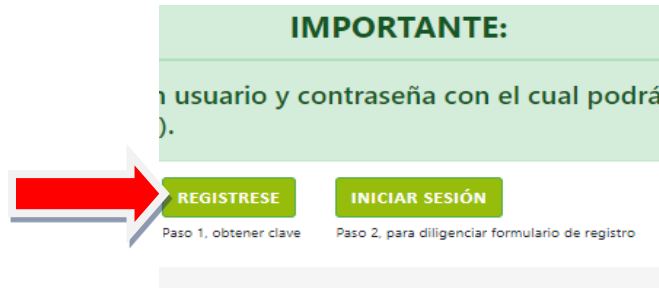 IMPORTANTE:
usuario y contraseña con el cual podrá
).
REGISTRESE
INICIAR SESIÓN
Paso 1, obtener clave
Paso 2, para diligenciar formulario de registro